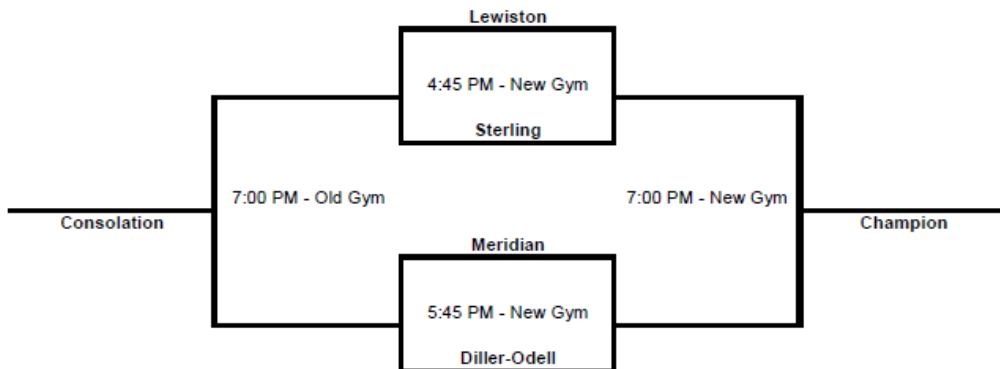 Lewiston
4:45 PM - New Gym
Sterling
7:00 PM - Old Gym
7:00 PM - New Gym
Consolation
Champion
Meridian
5:45 PM - New Gym
Diller-Odell